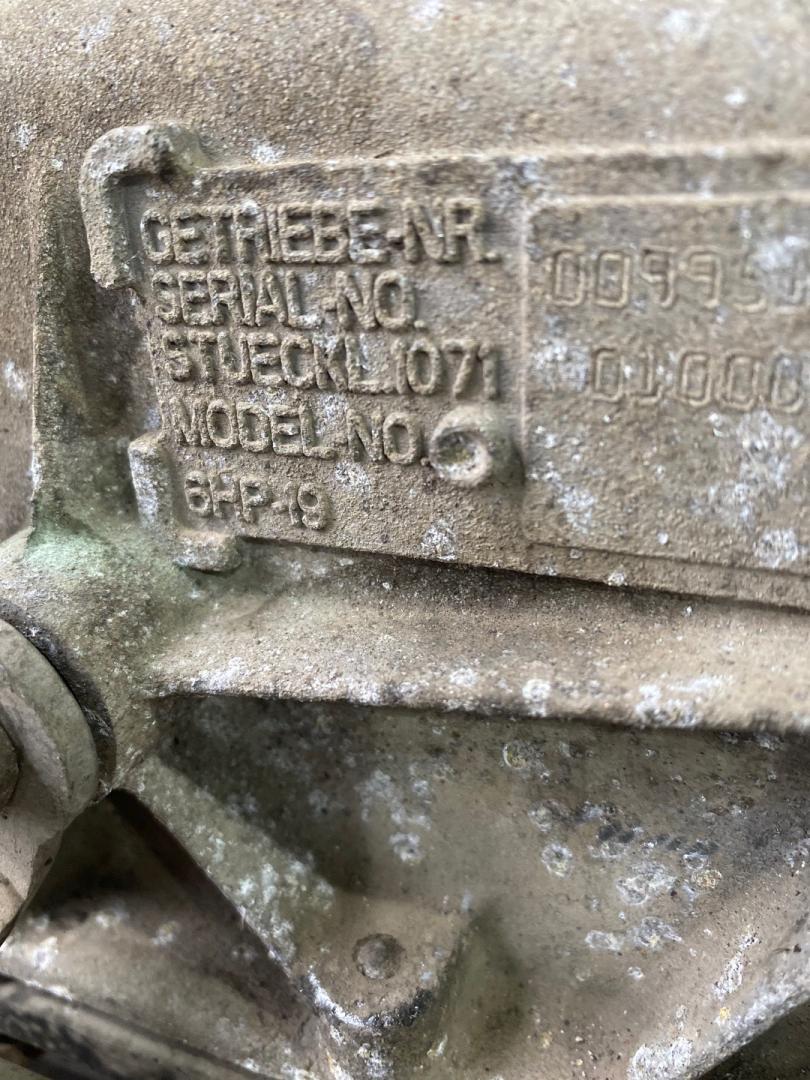 GETRIEBE-NR.
SERIAL-NO.
STUECKL.1071
MODEL-NO.
6HP-19